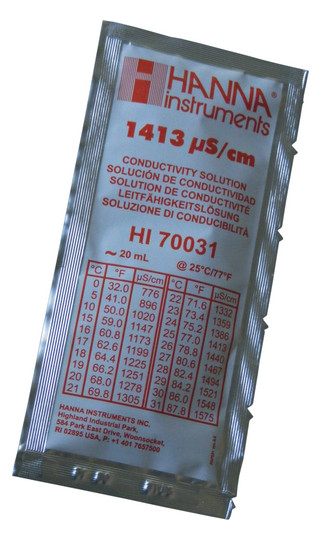 HANNA
instruments
1413 µS/cm
CONDUCTIVITY SOLUTION
SOLUCIÓN DE CONDUCTIVIDAD
SOLUTION DE CONDUCTIVITÉ
LEITFÄHIGKEITSLÖSUNG
SOLUZIONE DI CONDUCIBILITÀ
HI 70031
~ 20 mL @ 25°C/77°F
°C °F µS/cm °C °F µS/cm
0 32.0 776 22 71.6 1332
5 41.0 896 23 73.4 1359
10 50.0 1020 24 75.2 1386
15 59.0 1147 25 77.0 1413
16 60.8 1173 26 78.8 1440
17 62.6 1199 27 80.6 1467
18 64.4 1225 28 82.4 1494
19 66.2 1251 29 84.2 1521
20 68.0 1278 30 86.0 1548
21 69.8 1305 31 87.8 1575
HANNA INSTRUMENTS INC.
Highland Industrial Park,
584 Park East Drive, Woonsocket,
RI 02895 USA, P: +1 401 7657500